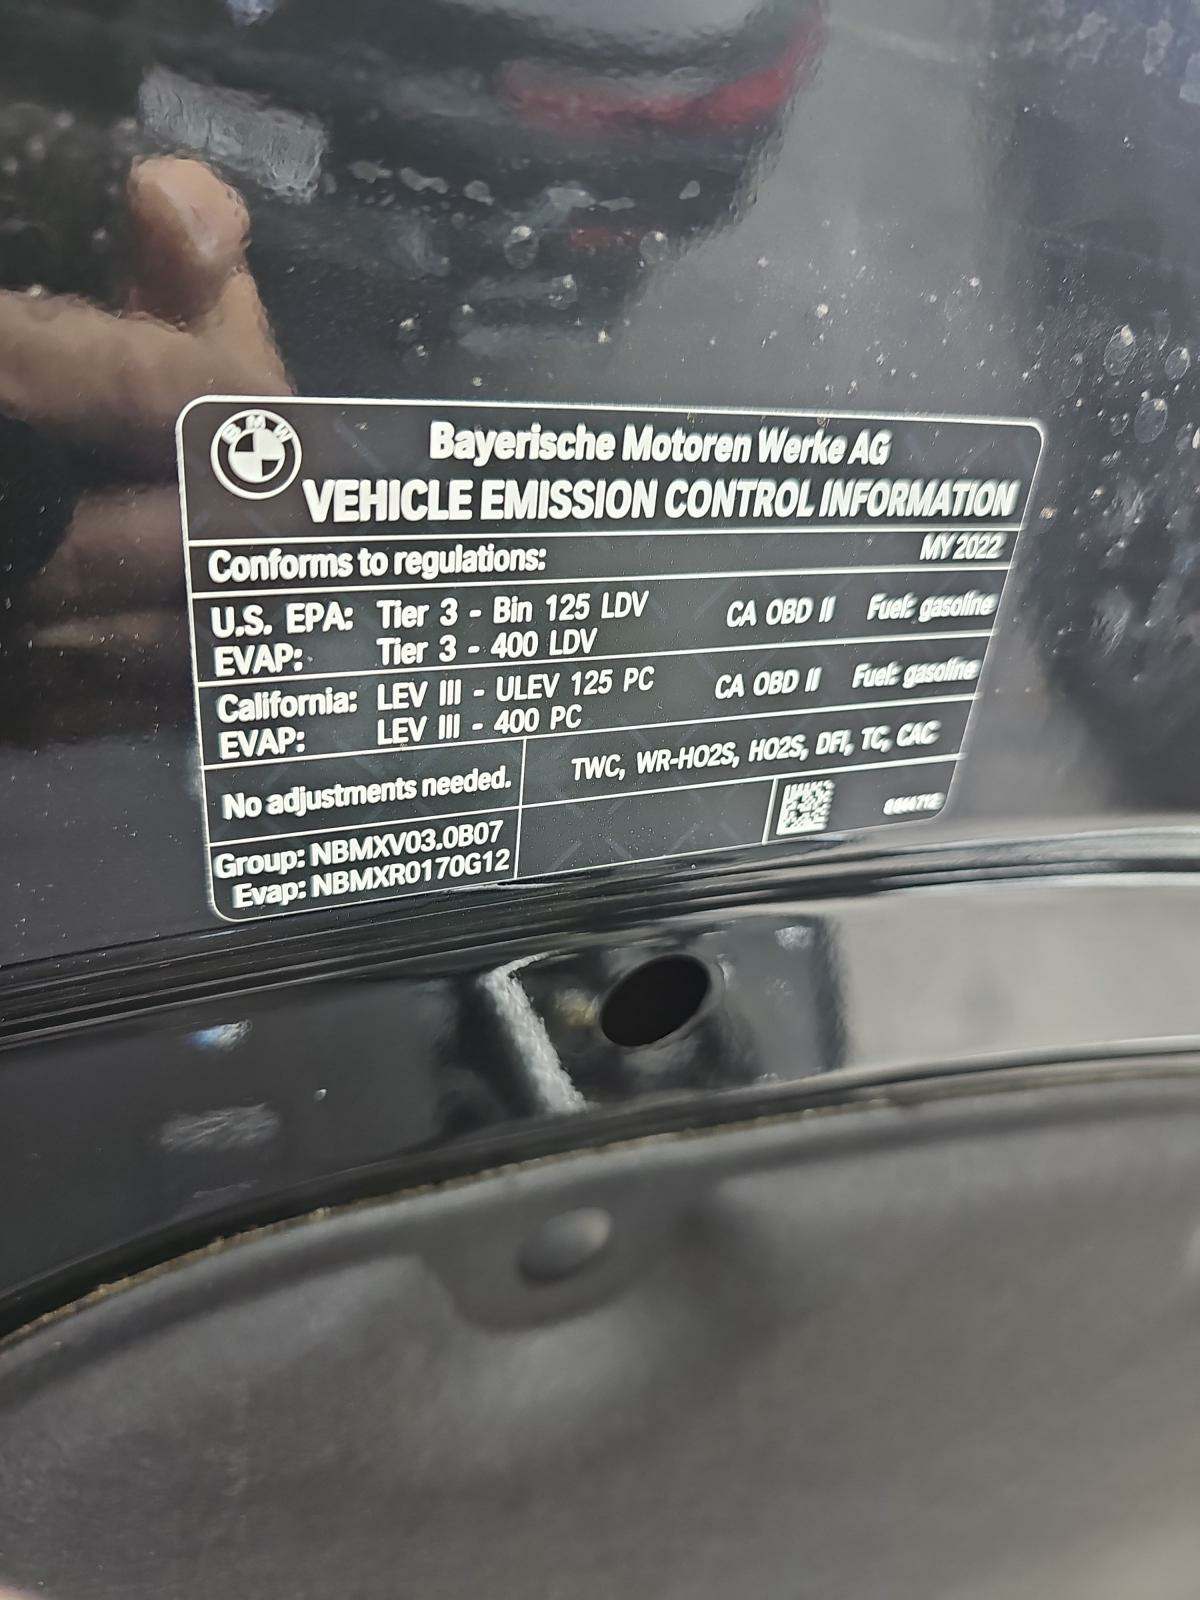 BMW
Bayerische Motoren Werke AG
VEHICLE EMISSION CONTROL INFORMATION
Conforms to regulations: MY 2022
U.S. EPA: Tier 3 - Bin 125 LDV CA OBD II Fuel: gasoline
EVAP: Tier 3 - 400 LDV
California: LEV III - ULEV 125 PC CA OBD II Fuel: gasoline
EVAP: LEV III - 400 PC
No adjustments needed. TWC, WR-HO2S, HO2S, DFI, TC, CAC
Group: NBMXV03.0B07
Evap: NBMXR0170G12